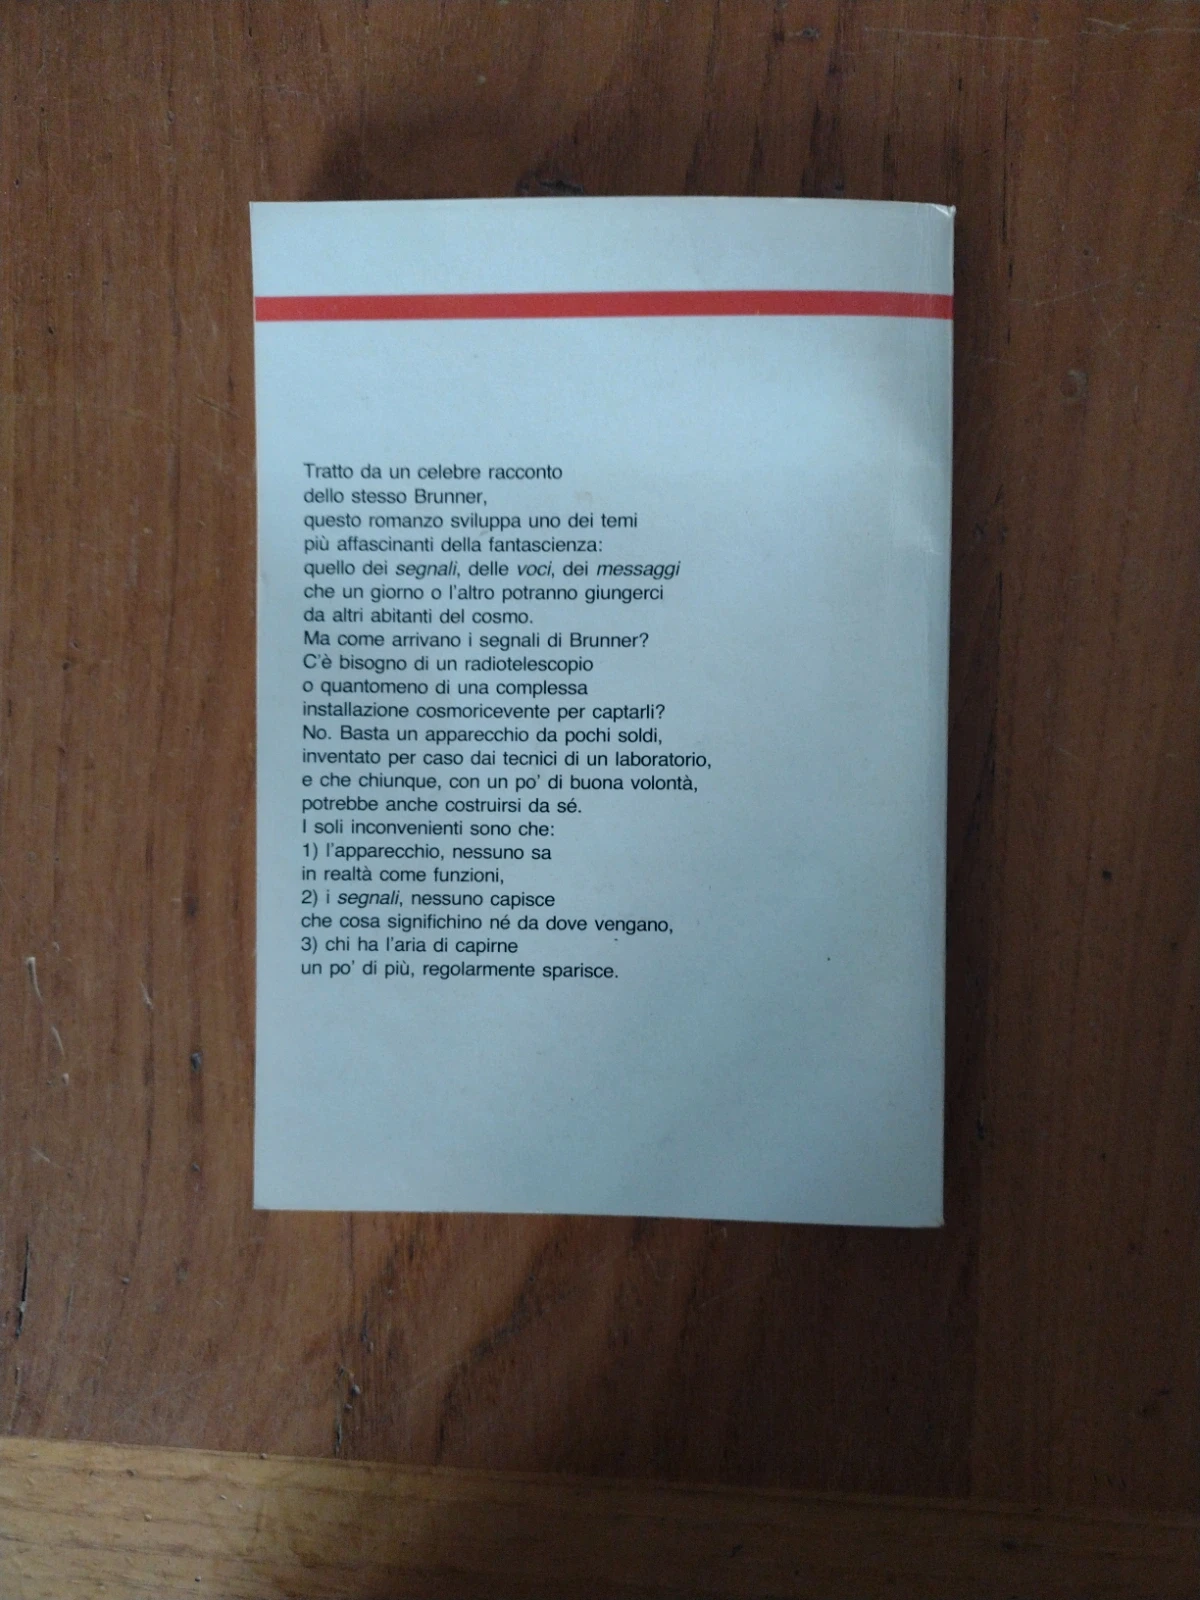 Tratto da un celebre racconto
dello stesso Brunner,
questo romanzo sviluppa uno dei temi
più affascinanti della fantascienza:
quello dei segnali, delle voci, dei messaggi
che un giorno o l'altro potranno giungerci
da altri abitanti del cosmo.
Ma come arrivano i segnali di Brunner?
C'è bisogno di un radiotelescopio
o quantomeno di una complessa
installazione cosmoricevente per captarli?
No. Basta un apparecchio da pochi soldi,
inventato per caso dai tecnici di un laboratorio,
e che chiunque, con un po' di buona volontà,
potrebbe anche costruirsi da sé.
I soli inconvenienti sono che:
1) l'apparecchio, nessuno sa
in realtà come funzioni,
2) i segnali, nessuno capisce
che cosa significhino né da dove vengano,
3) chi ha l'aria di capirne
un po' di più, regolarmente sparisce.